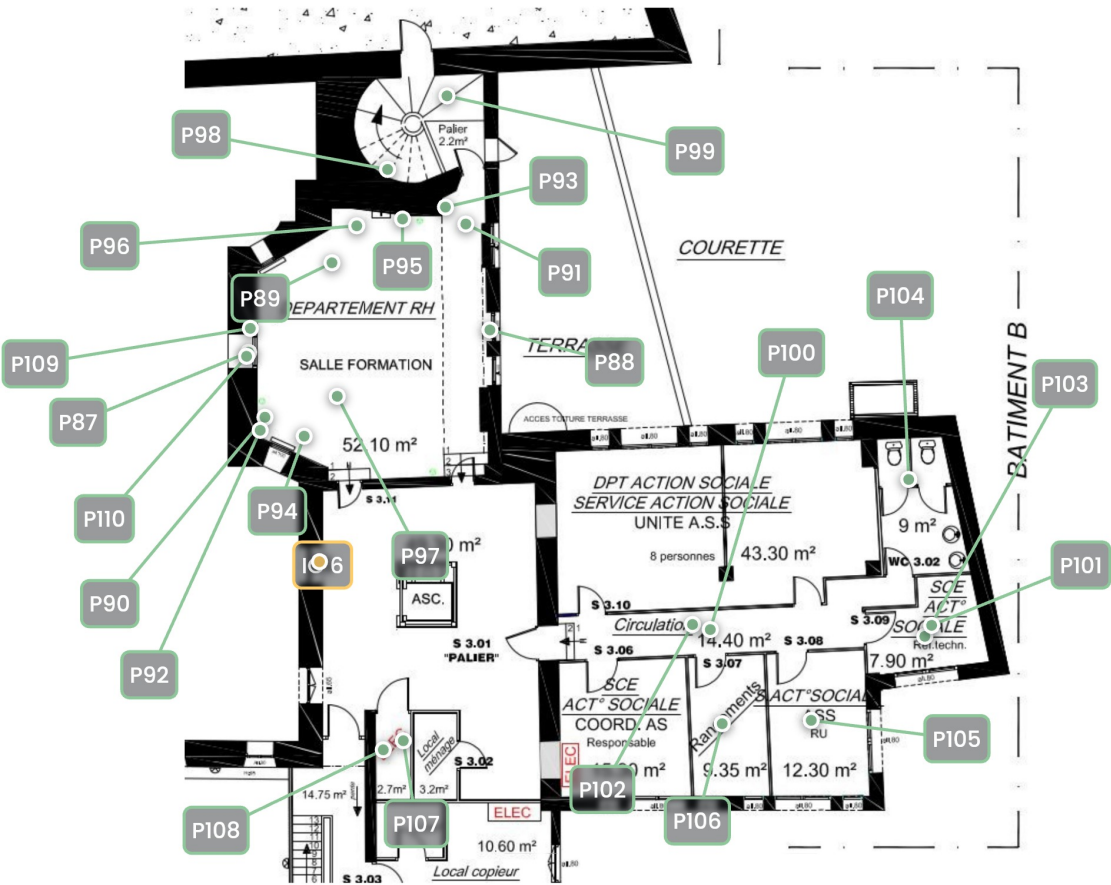 P98
P99
Palier
2.2m²
P93
P96
P95
P91
COURETTE
P89
DEPARTEMENT RH
P104
P109
P88
P100
P87
SALLE FORMATION
P103
BATIMENT B
ACCES TOITURE TERRASSE
52.10 m²
DPT ACTION SOCIALE
SERVICE ACTION SOCIALE
UNITE A.S.S
8 personnes
43.30 m²
P110
P94
S 3.11
P97
9 m²
WC 3.02
P101
P90
ASC.
S 3.10
Circulation
14.40 m²
S 3.09
SCE
ACT°
SOCIALE
Ref.techn.
7.90 m²
P92
S 3.01
"PALIER"
S 3.06
S 3.07
S 3.08
SCE
ACT° SOCIALE
COORD. AS
Responsable
Rangements
ASS
RU
P105
ELEC
Local
ménage
S 3.02
9.35 m²
12.30 m²
P102
P106
14.75 m²
2.7m²
3.2m²
ELEC
P108
P107
10.60 m²
Local copieur
S 3.03